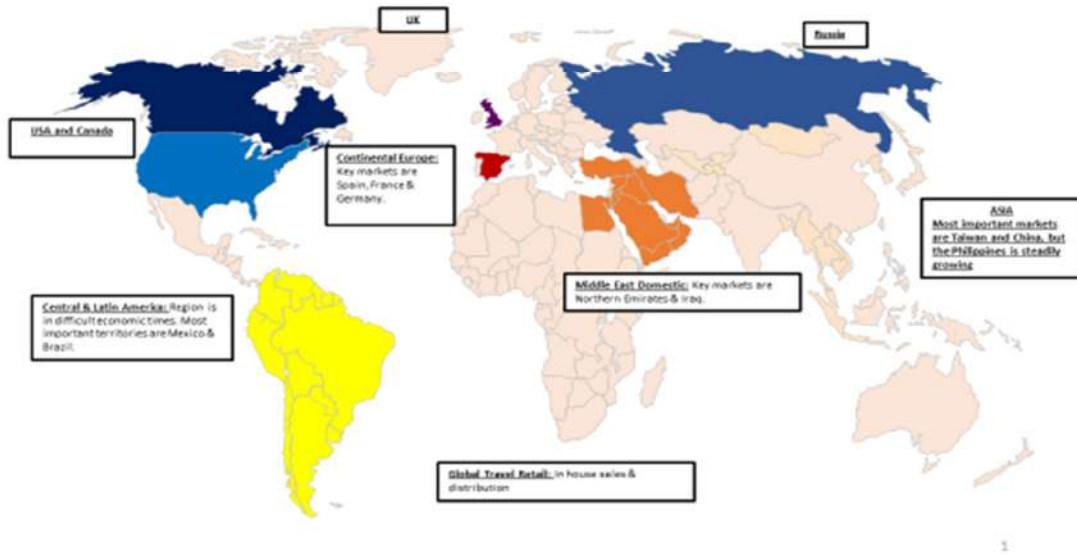 UK
Russia
USA and Canada
Continental Europe:
Key markets are
Spain, France &
Germany.
ASIA
Most important markets
are Taiwan and China, but
the Philippines is steadily
growing
Middle East Domestic: Key markets are
Northern Emirates & Iraq.
Central & Latin America: Region is
in difficult economic times. Most
important territories are Mexico &
Brazil.
Global Travel Retail: In house sales &
distribution
1